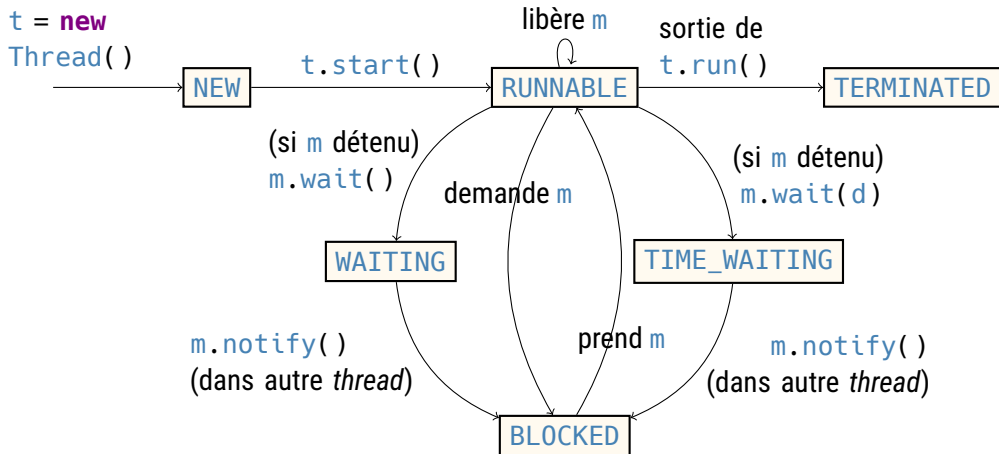 t = new
Thread()
libère m
sortie de
t.start()
t.run()
NEW
RUNNABLE
TERMINATED
(si m détenu)
m.wait()
demande m
(si m détenu)
m.wait(d)
WAITING
TIME_WAITING
m.notify()
(dans autre thread)
prend m
m.notify()
(dans autre thread)
BLOCKED